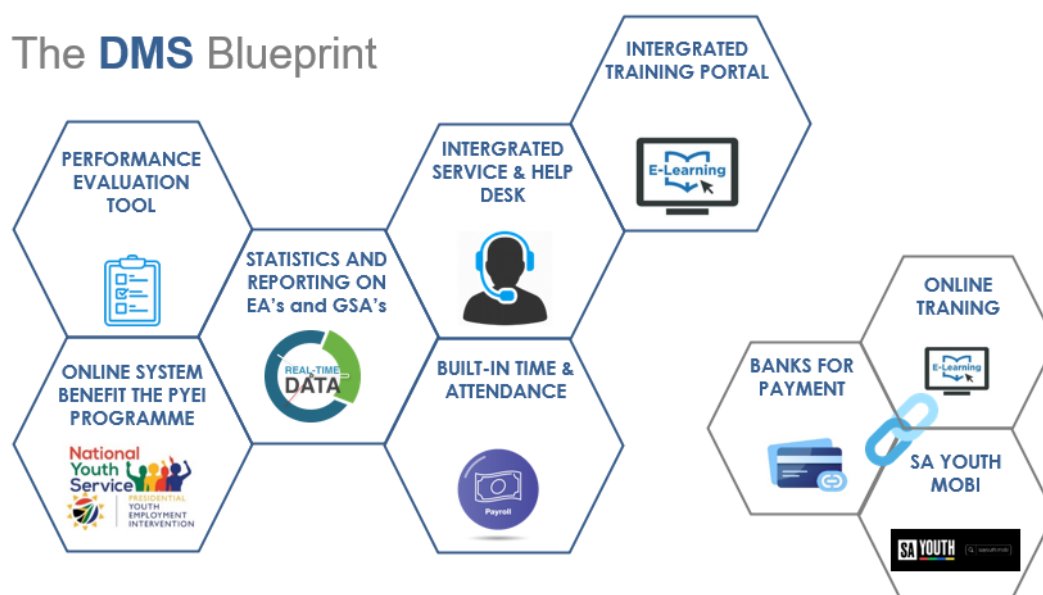 The DMS Blueprint
INTERGRATED
TRAINING PORTAL
E-Learning
PERFORMANCE
EVALUATION
TOOL
INTERGRATED
SERVICE & HELP
DESK
STATISTICS AND
REPORTING ON
EA's and GSA's
REAL-TIME
DATA
ONLINE SYSTEM
BENEFIT THE PYEI
PROGRAMME
National
Youth
Service
PRESIDENTIAL
YOUTH
EMPLOYMENT
INTERVENTION
BUILT-IN TIME &
ATTENDANCE
Payroll
ONLINE
TRANING
E-Learning
BANKS FOR
PAYMENT
SA YOUTH
MOBI
SA YOUTH
sayouth.mobi